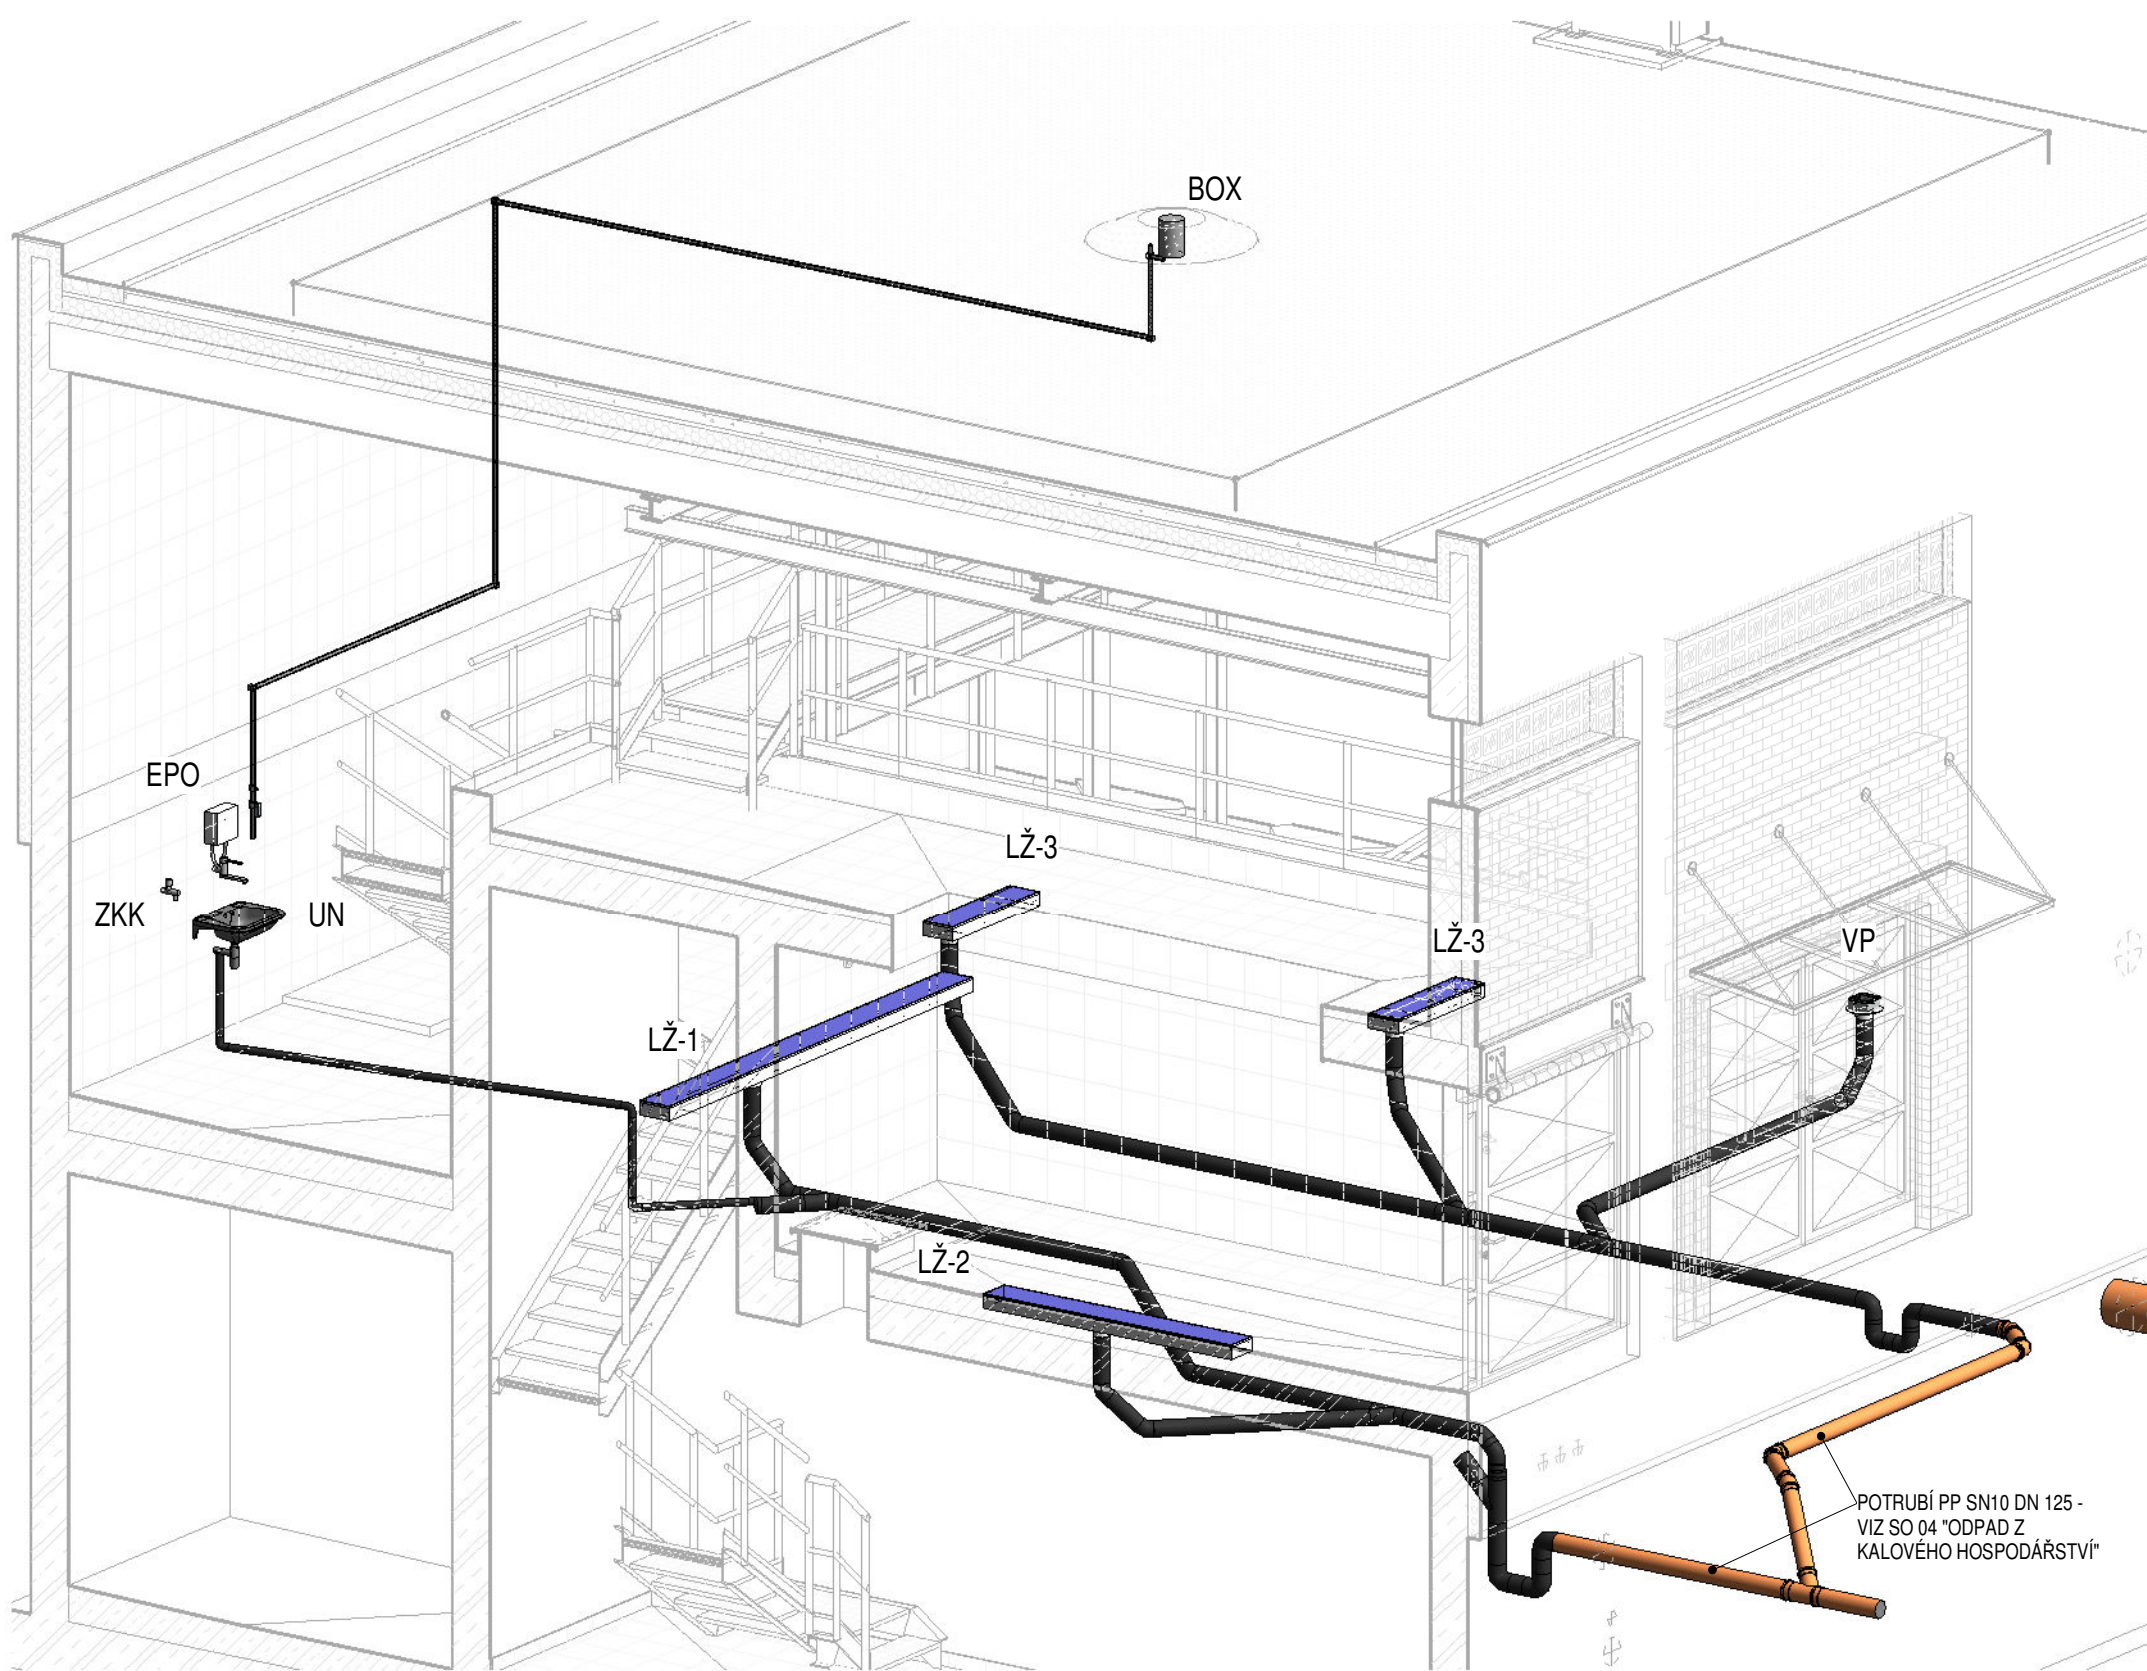 BOX
EPO
LŽ-3
ZKK
UN
LŽ-3
VP
LŽ-1
LŽ-2
POTRUBÍ PP SN10 DN 125 -
VIZ SO 04 "ODPAD Z
KALOVÉHO HOSPODÁŘSTVÍ"